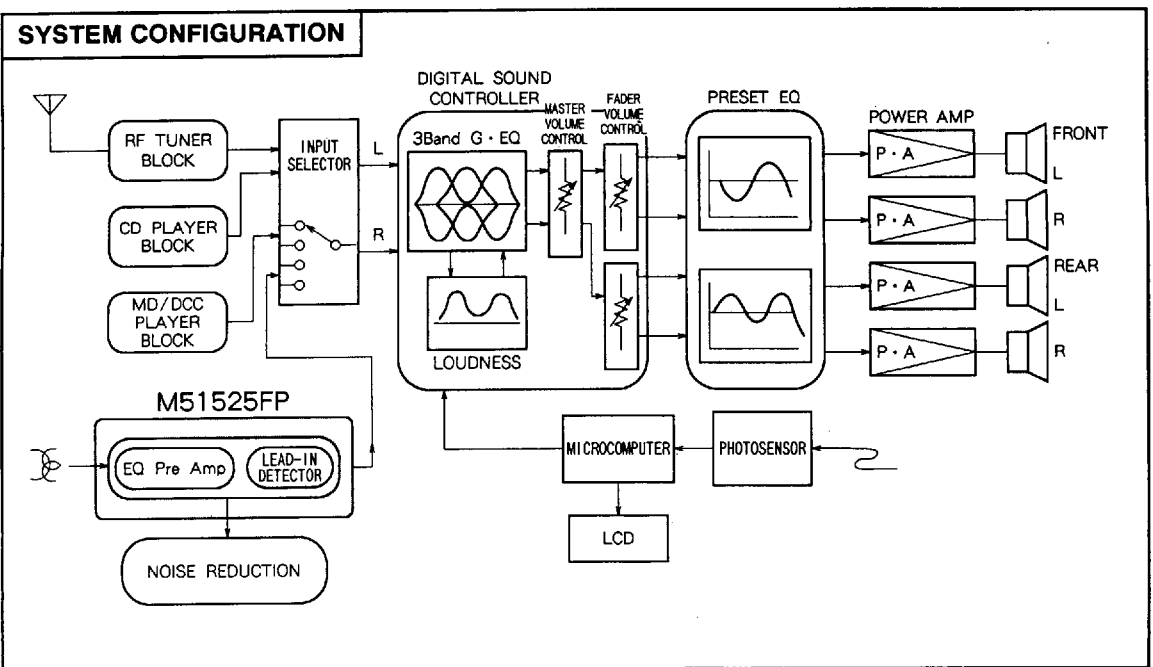 SYSTEM CONFIGURATION
DIGITAL SOUND
CONTROLLER
MASTER
VOLUME
CONTROL
FADER
VOLUME
CONTROL
PRESET EQ
POWER AMP
RF TUNER
BLOCK
INPUT
SELECTOR
L
R
3Band G·EQ
P·A
FRONT
L
CD PLAYER
BLOCK
P·A
R
MD/DCC
PLAYER
BLOCK
LOUDNESS
P·A
REAR
L
P·A
R
M51525FP
EQ Pre Amp
LEAD-IN
DETECTOR
MICROCOMPUTER
PHOTOSENSOR
NOISE REDUCTION
LCD